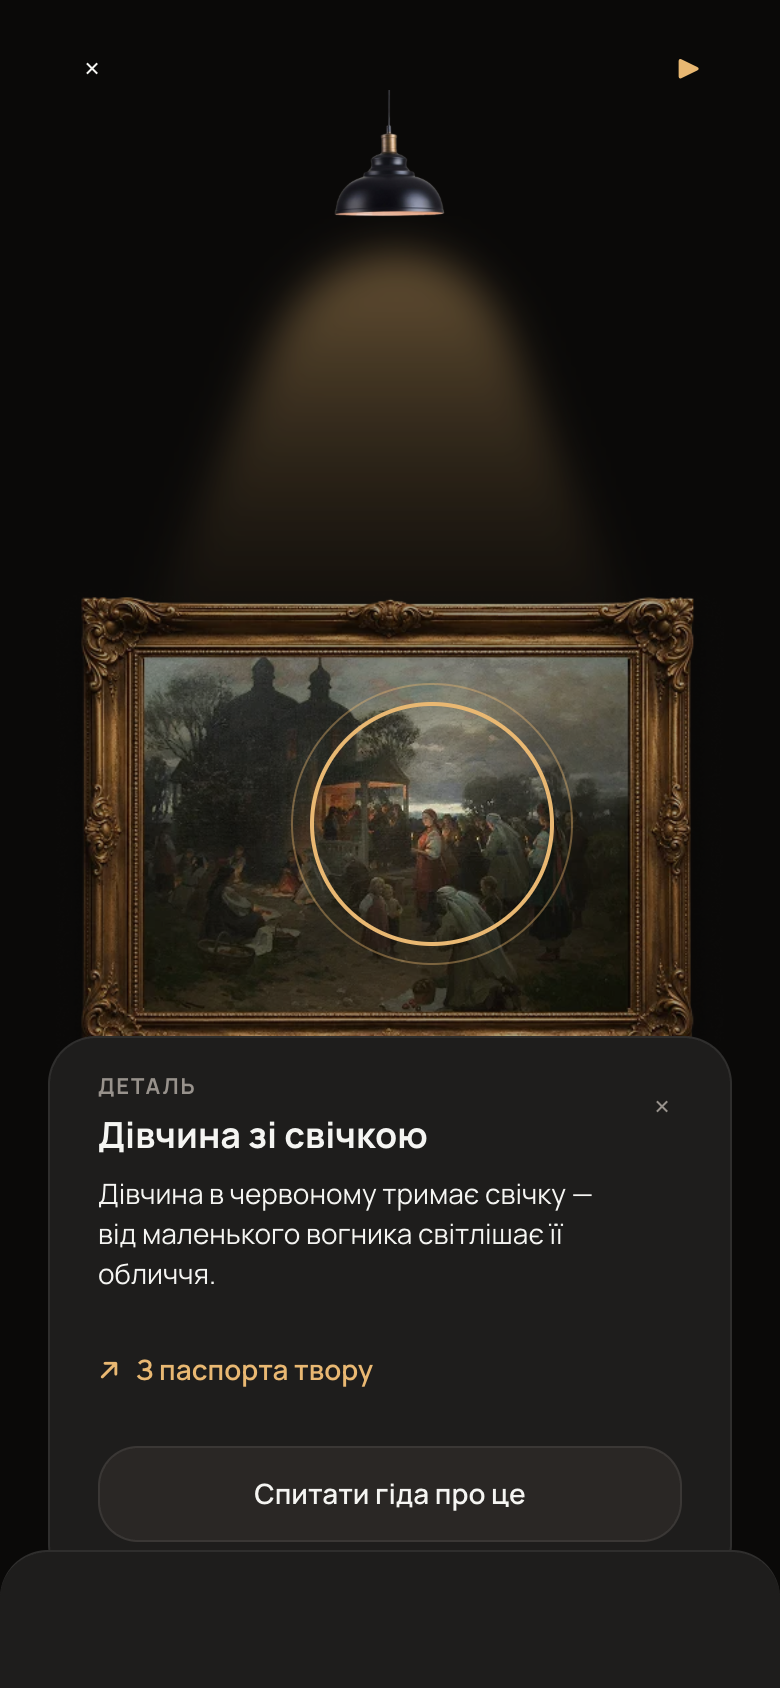 ДЕТАЛЬ
Дівчина зі свічкою
Дівчина в червоному тримає свічку —
від маленького вогника світлішає її
обличчя.
З паспорта твору
Спитати гіда про це